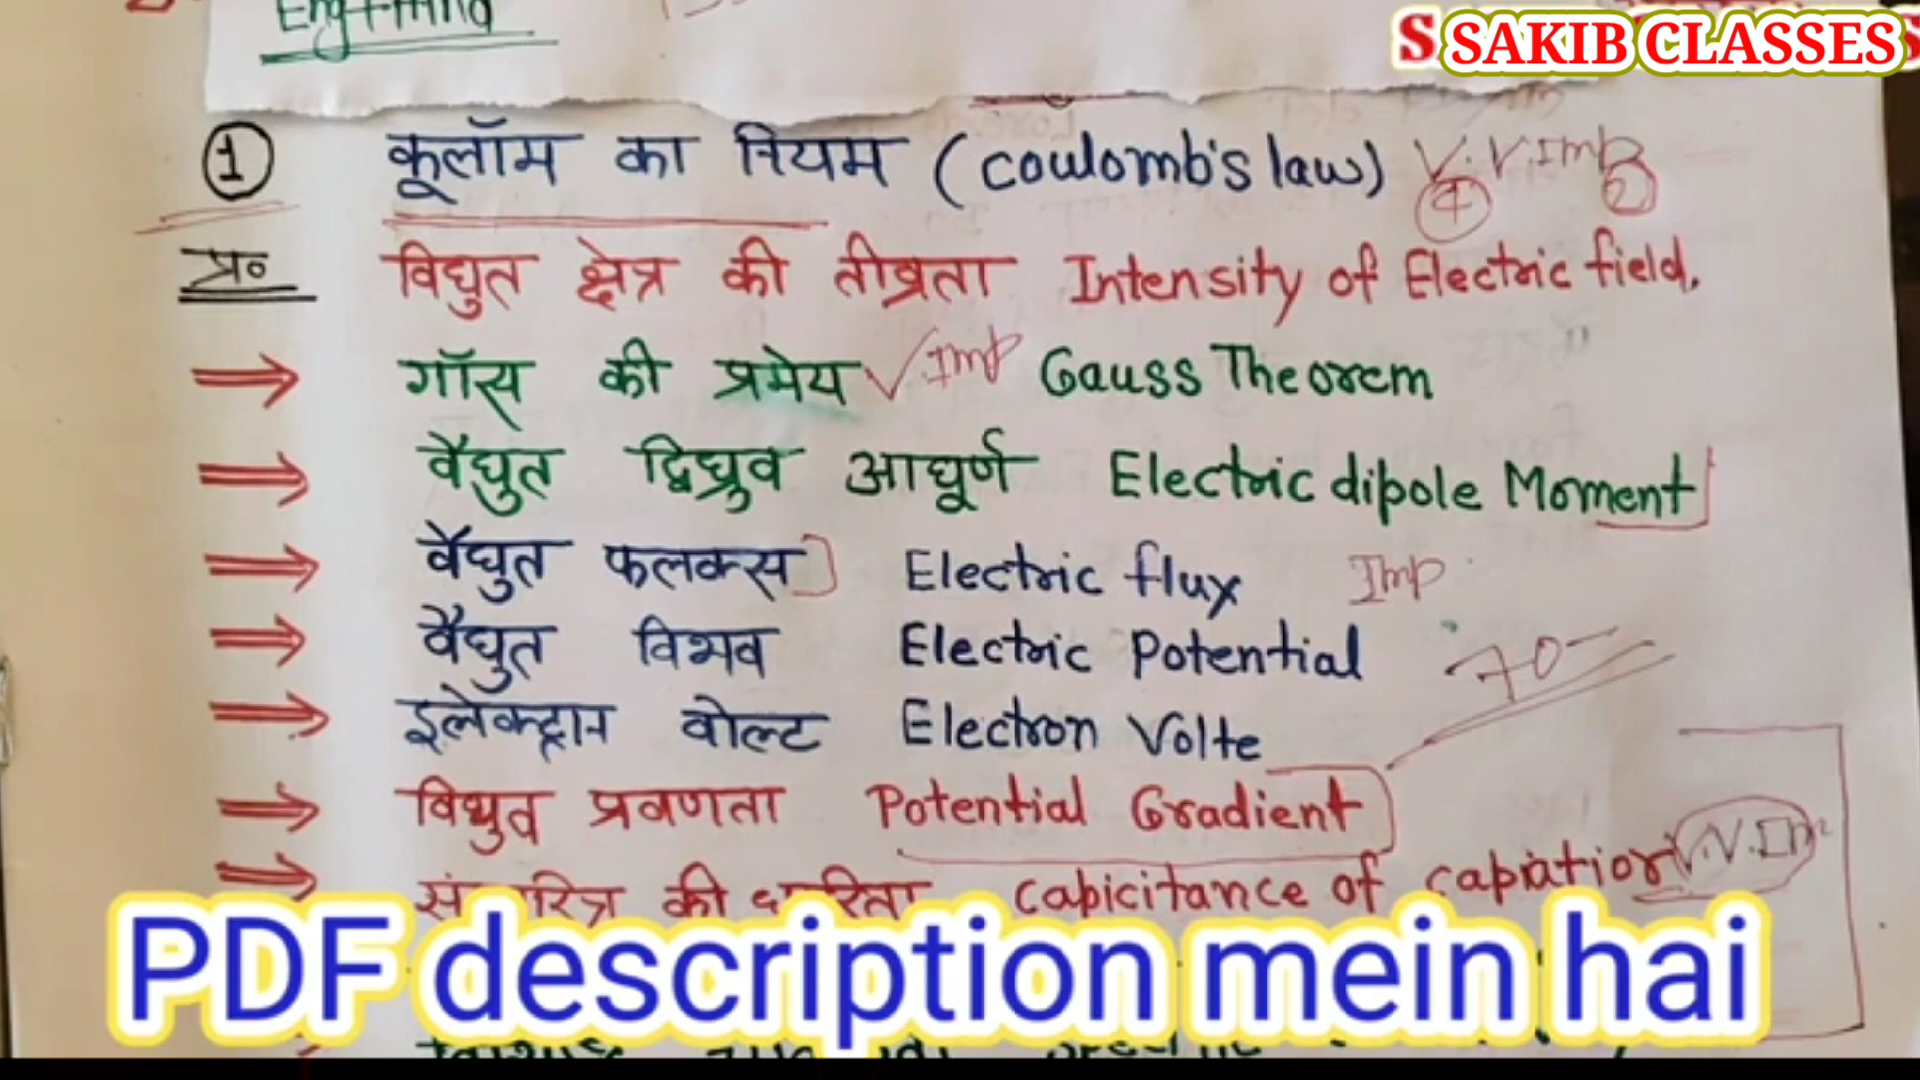 SAKIB CLASSES
① कूलॉम का नियम (Coulomb's law) V.V.Imp
प्र० विद्युत क्षेत्र की तीव्रता Intensity of Electric field.
⇒ गॉस की प्रमेय V.Imp Gauss Theorem
⇒ वैद्युत द्विध्रुव आघूर्ण Electric dipole Moment
⇒ वैद्युत फलक्स Electric flux Imp
⇒ वैद्युत विभव Electric Potential 70
⇒ इलेक्ट्रान वोल्ट Electron Volte
⇒ विधुत प्रवणता Potential Gradient
⇒ की Capicitance of V.V.Im
PDF description mein hai